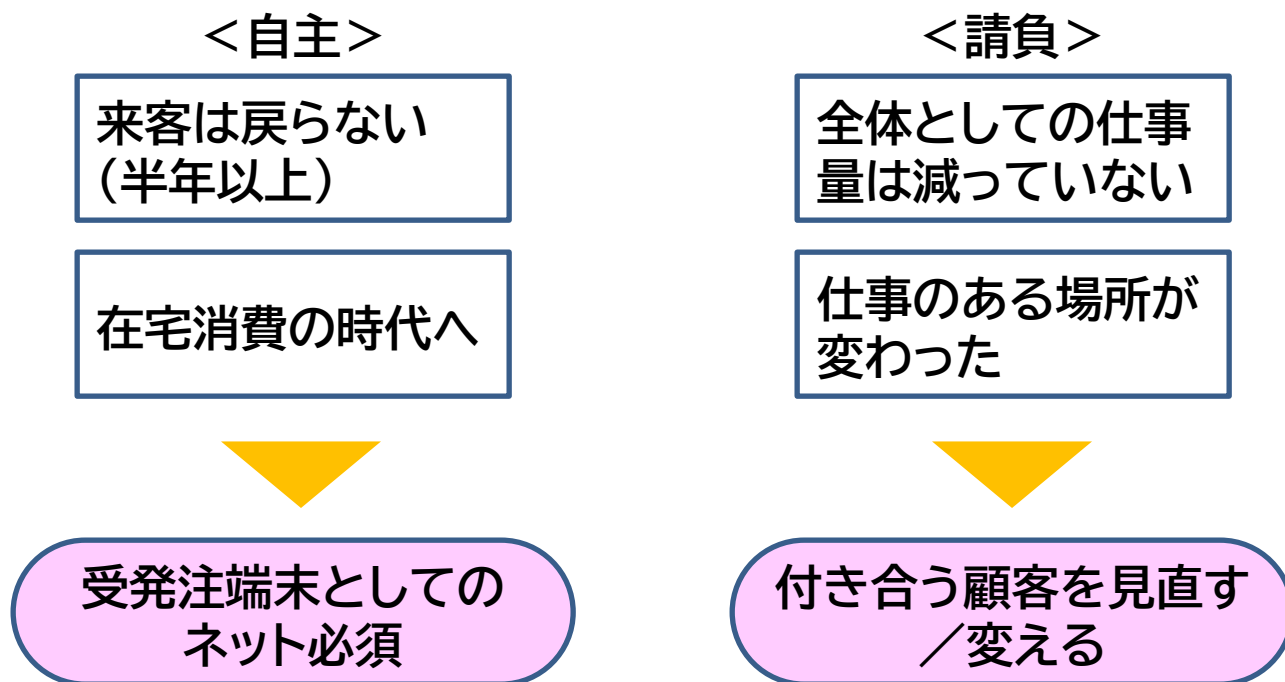 ＜自主＞
来客は戻らない
（半年以上）
在宅消費の時代へ
受発注端末としての
ネット必須
＜請負＞
全体としての仕事
量は減っていない
仕事のある場所が
変わった
付き合う顧客を見直す
／変える